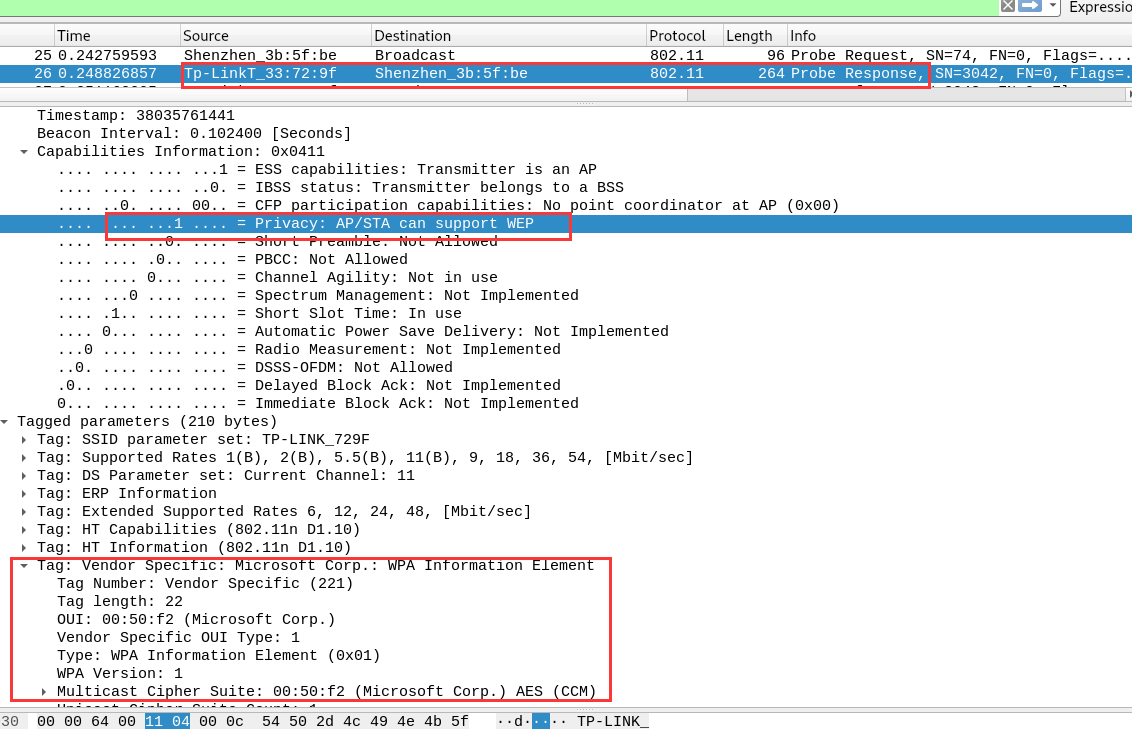 Expressio
Time Source Destination Protocol Length Info
25 0.242759593 Shenzhen_3b:5f:be Broadcast 802.11 96 Probe Request, SN=74, FN=0, Flags=....
26 0.248826857 Tp-LinkT_33:72:9f Shenzhen_3b:5f:be 802.11 264 Probe Response, SN=3042, FN=0, Flags=.
Timestamp: 38035761441
Beacon Interval: 0.102400 [Seconds]
Capabilities Information: 0x0411
.... .... .... ...1 = ESS capabilities: Transmitter is an AP
.... .... .... ..0. = IBSS status: Transmitter belongs to a BSS
.... ..0. .... 00.. = CFP participation capabilities: No point coordinator at AP (0x00)
.... .... ...1 .... = Privacy: AP/STA can support WEP
.... .... ..0. .... = Short Preamble: Not Allowed
.... .... .0.. .... = PBCC: Not Allowed
.... .... 0... .... = Channel Agility: Not in use
.... ...0 .... .... = Spectrum Management: Not Implemented
.... .1.. .... .... = Short Slot Time: In use
.... 0... .... .... = Automatic Power Save Delivery: Not Implemented
...0 .... .... .... = Radio Measurement: Not Implemented
..0. .... .... .... = DSSS-OFDM: Not Allowed
.0.. .... .... .... = Delayed Block Ack: Not Implemented
0... .... .... .... = Immediate Block Ack: Not Implemented
Tagged parameters (210 bytes)
Tag: SSID parameter set: TP-LINK_729F
Tag: Supported Rates 1(B), 2(B), 5.5(B), 11(B), 9, 18, 36, 54, [Mbit/sec]
Tag: DS Parameter set: Current Channel: 11
Tag: ERP Information
Tag: Extended Supported Rates 6, 12, 24, 48, [Mbit/sec]
Tag: HT Capabilities (802.11n D1.10)
Tag: HT Information (802.11n D1.10)
Tag: Vendor Specific: Microsoft Corp.: WPA Information Element
Tag Number: Vendor Specific (221)
Tag length: 22
OUI: 00:50:f2 (Microsoft Corp.)
Vendor Specific OUI Type: 1
Type: WPA Information Element (0x01)
WPA Version: 1
Multicast Cipher Suite: 00:50:f2 (Microsoft Corp.) AES (CCM)
Unicast Cipher Suite Count: 1
30 00 00 64 00 11 04 00 0c 54 50 2d 4c 49 4e 4b 5f ··d····· TP-LINK_